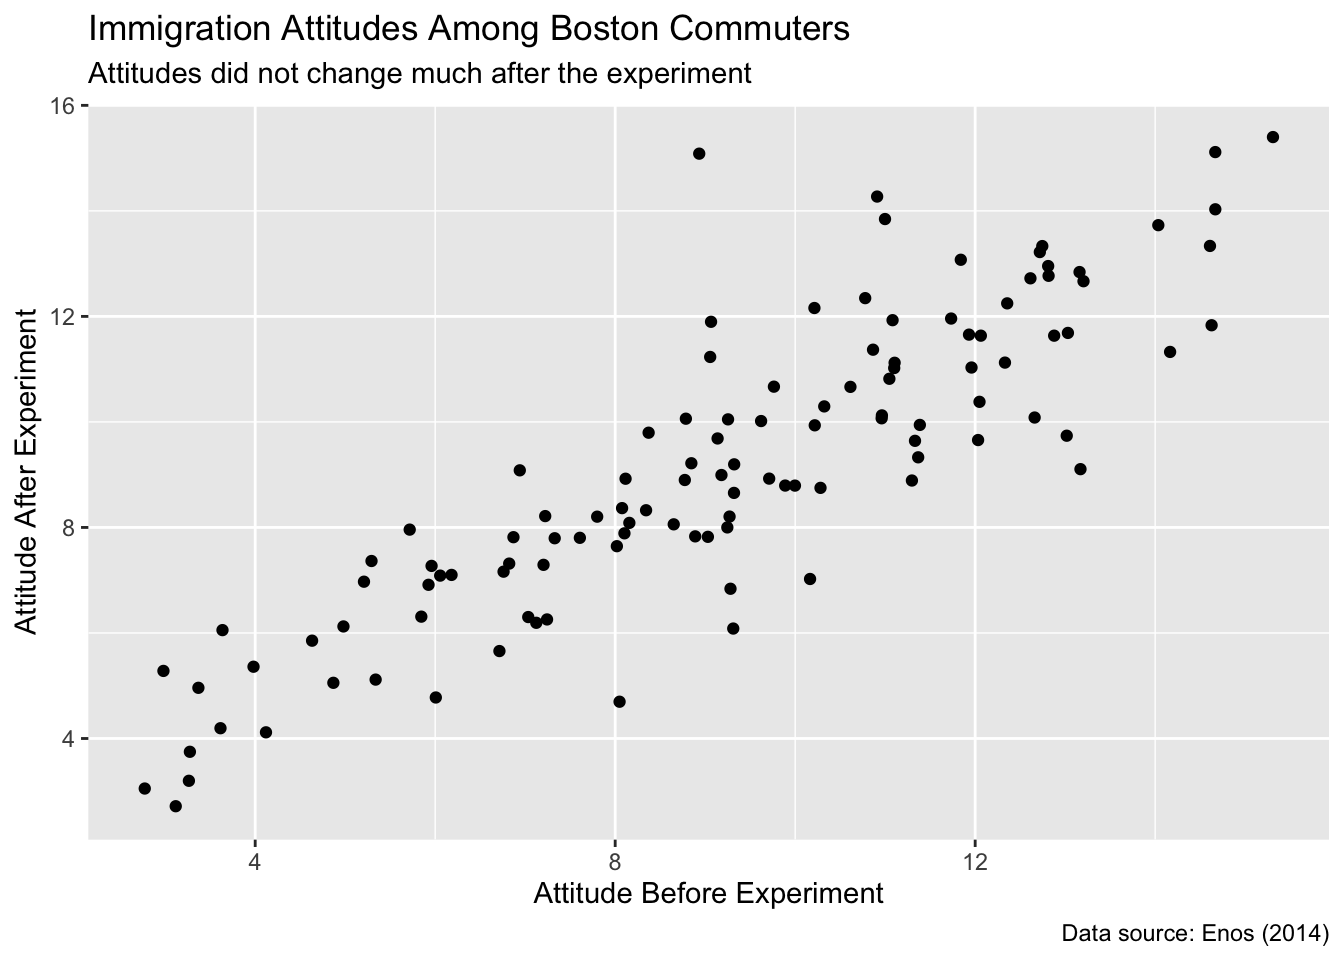 Immigration Attitudes Among Boston Commuters
Attitudes did not change much after the experiment
16
12
8
4
Attitude After Experiment
4 8 12
Attitude Before Experiment
Data source: Enos (2014)